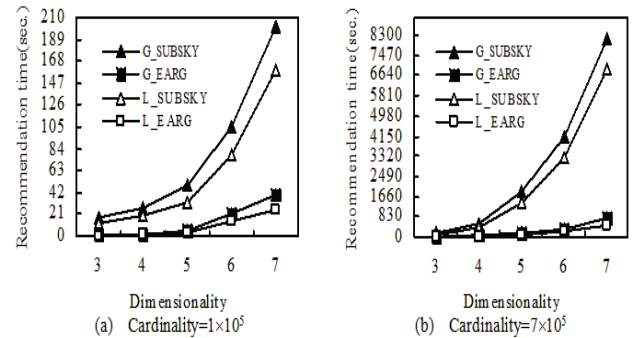 Recommendation time(sec.)
210
189
168
147
126
105
84
63
42
21
0
G_SUBSKY
G_EARG
L_SUBSKY
L_EARG
3 4 5 6 7
Dimensionality
(a) Cardinality=1×10⁵
Recommendation time(sec.)
8300
7470
6640
5810
4980
4150
3320
2490
1660
830
0
G_SUBSKY
G_EARG
L_SUBSKY
L_EARG
3 4 5 6 7
Dimensionality
(b) Cardinality=7×10⁵